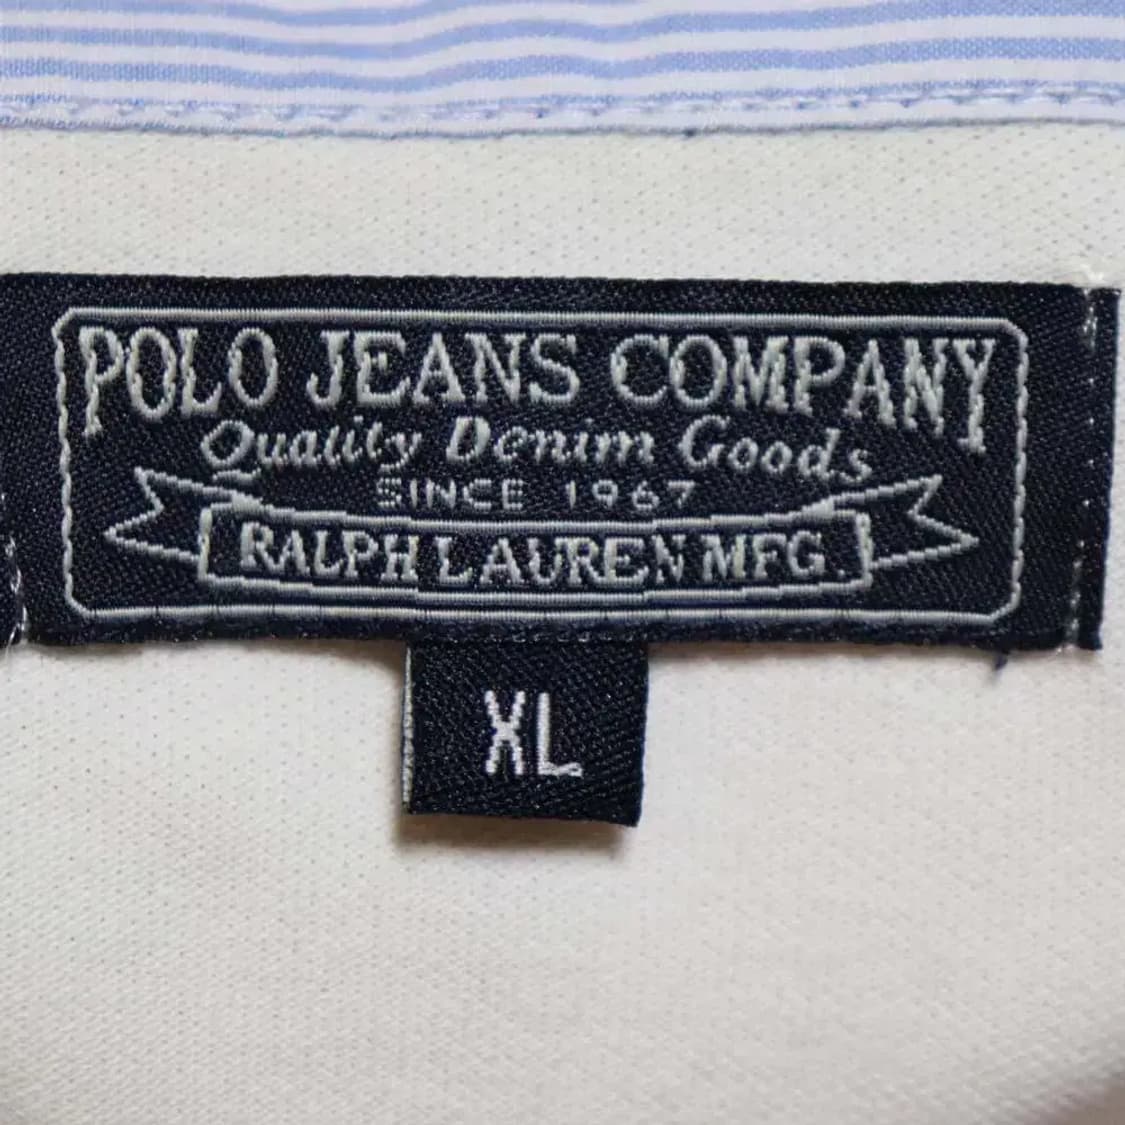 POLO JEANS COMPANY
Quality Denim Goods
SINCE 1967
RALPH LAUREN MFG.
XL